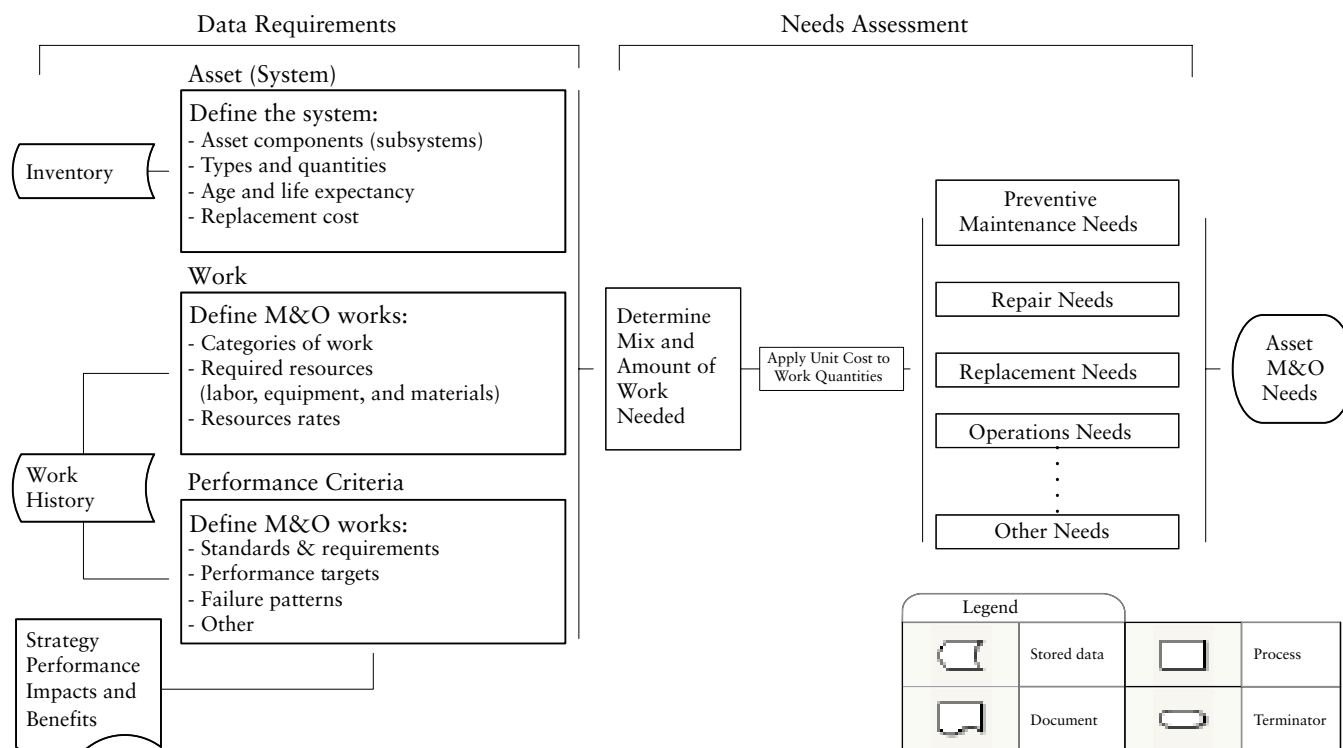 Data Requirements
Needs Assessment
Asset (System)
Define the system:
- Asset components (subsystems)
- Types and quantities
- Age and life expectancy
- Replacement cost
Inventory
Work
Define M&O works:
- Categories of work
- Required resources
(labor, equipment, and materials)
- Resources rates
Work
History
Performance Criteria
Define M&O works:
- Standards & requirements
- Performance targets
- Failure patterns
- Other
Strategy
Performance
Impacts and
Benefits
Determine
Mix and
Amount of
Work
Needed
Apply Unit Cost to
Work Quantities
Preventive
Maintenance Needs
Repair Needs
Replacement Needs
Operations Needs
Other Needs
Asset
M&O
Needs
Legend
Stored data
Process
Document
Terminator